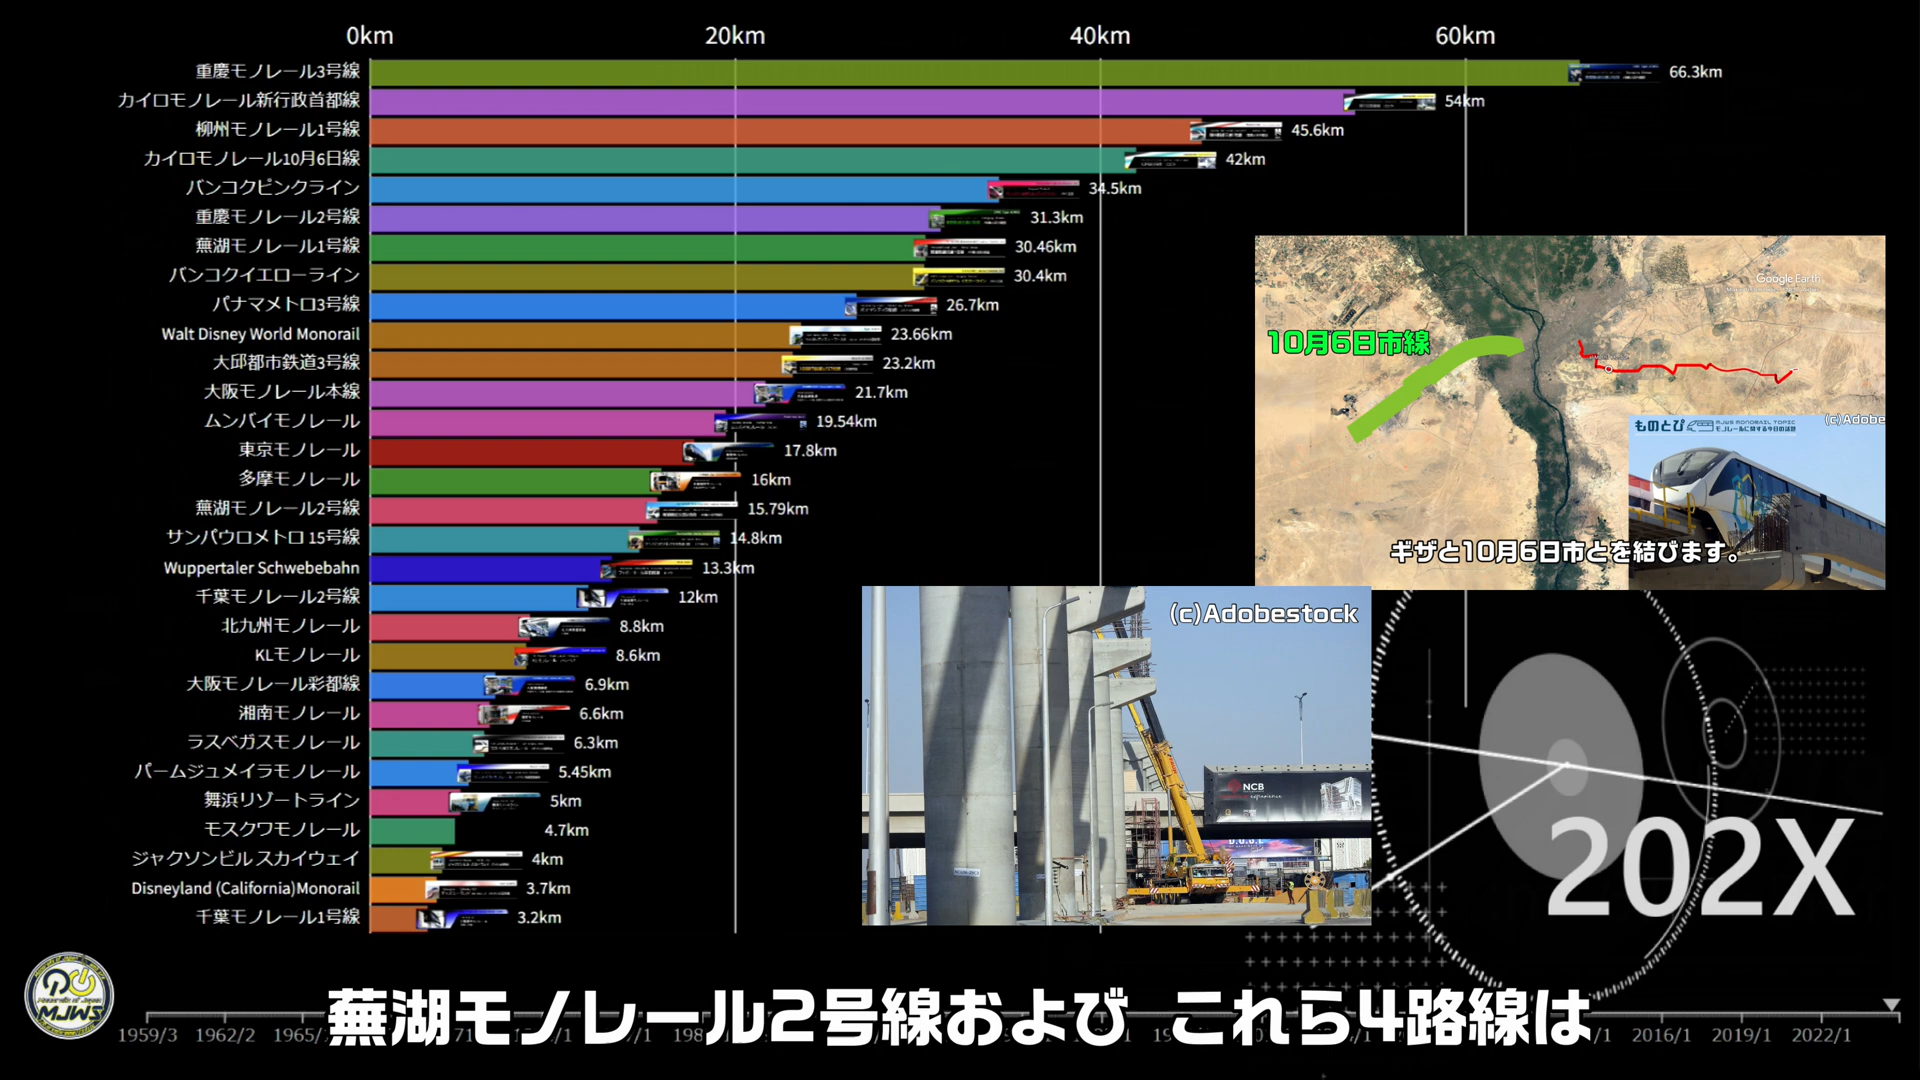 0km 20km 40km 60km
重慶モノレール3号線 66.3km
カイロモノレール新行政首都線 54km
柳州モノレール1号線 45.6km
カイロモノレール10月6日線 42km
バンコクピンクライン 34.5km
重慶モノレール2号線 31.3km
蕪湖モノレール1号線 30.46km
バンコクイエローライン 30.4km
パナマメトロ3号線 26.7km
Walt Disney World Monorail 23.66km
大邱都市鉄道3号線 23.2km
大阪モノレール本線 21.7km
ムンバイモノレール 19.54km
東京モノレール 17.8km
多摩モノレール 16km
蕪湖モノレール2号線 15.79km
サンパウロメトロ 15号線 14.8km
Wuppertaler Schwebebahn 13.3km
千葉モノレール2号線 12km
北九州モノレール 8.8km
KLモノレール 8.6km
大阪モノレール彩都線 6.9km
湘南モノレール 6.6km
ラスベガスモノレール 6.3km
パームジュメイラモノレール 5.45km
舞浜リゾートライン 5km
モスクワモノレール 4.7km
ジャクソンビル スカイウェイ 4km
Disneyland (California)Monorail 3.7km
千葉モノレール1号線 3.2km
Google Earth
10月6日市線
(c)Adobe
ものとぴ
MJWS MONORAIL TOPIC
モノレールに関する今日の話題
ギザと10月6日市とを結びます。
(c)Adobestock
NCB
experience
202X
MJWS
蕪湖モノレール2号線および これら4路線は
1959/3 1962/2 1965/ 2016/1 2019/1 2022/1